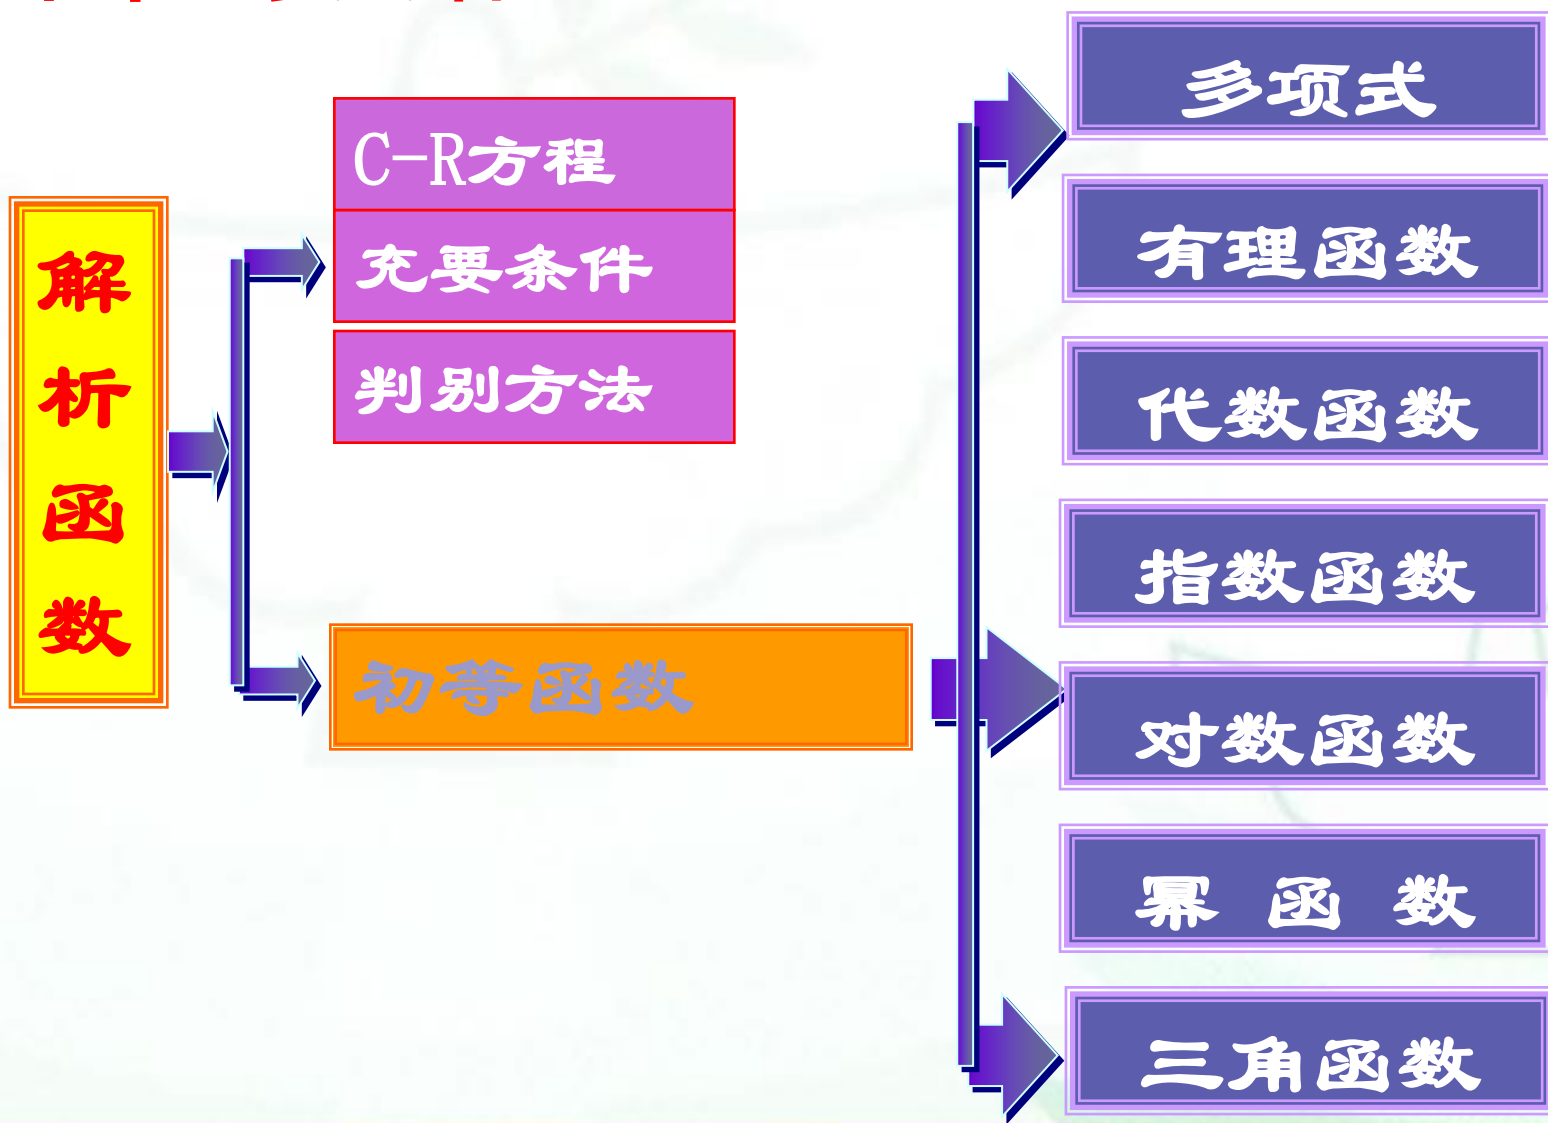 解析函数
C-R方程
充要条件
判别方法
初等函数
多项式
有理函数
代数函数
指数函数
对数函数
幂 函 数
三角函数